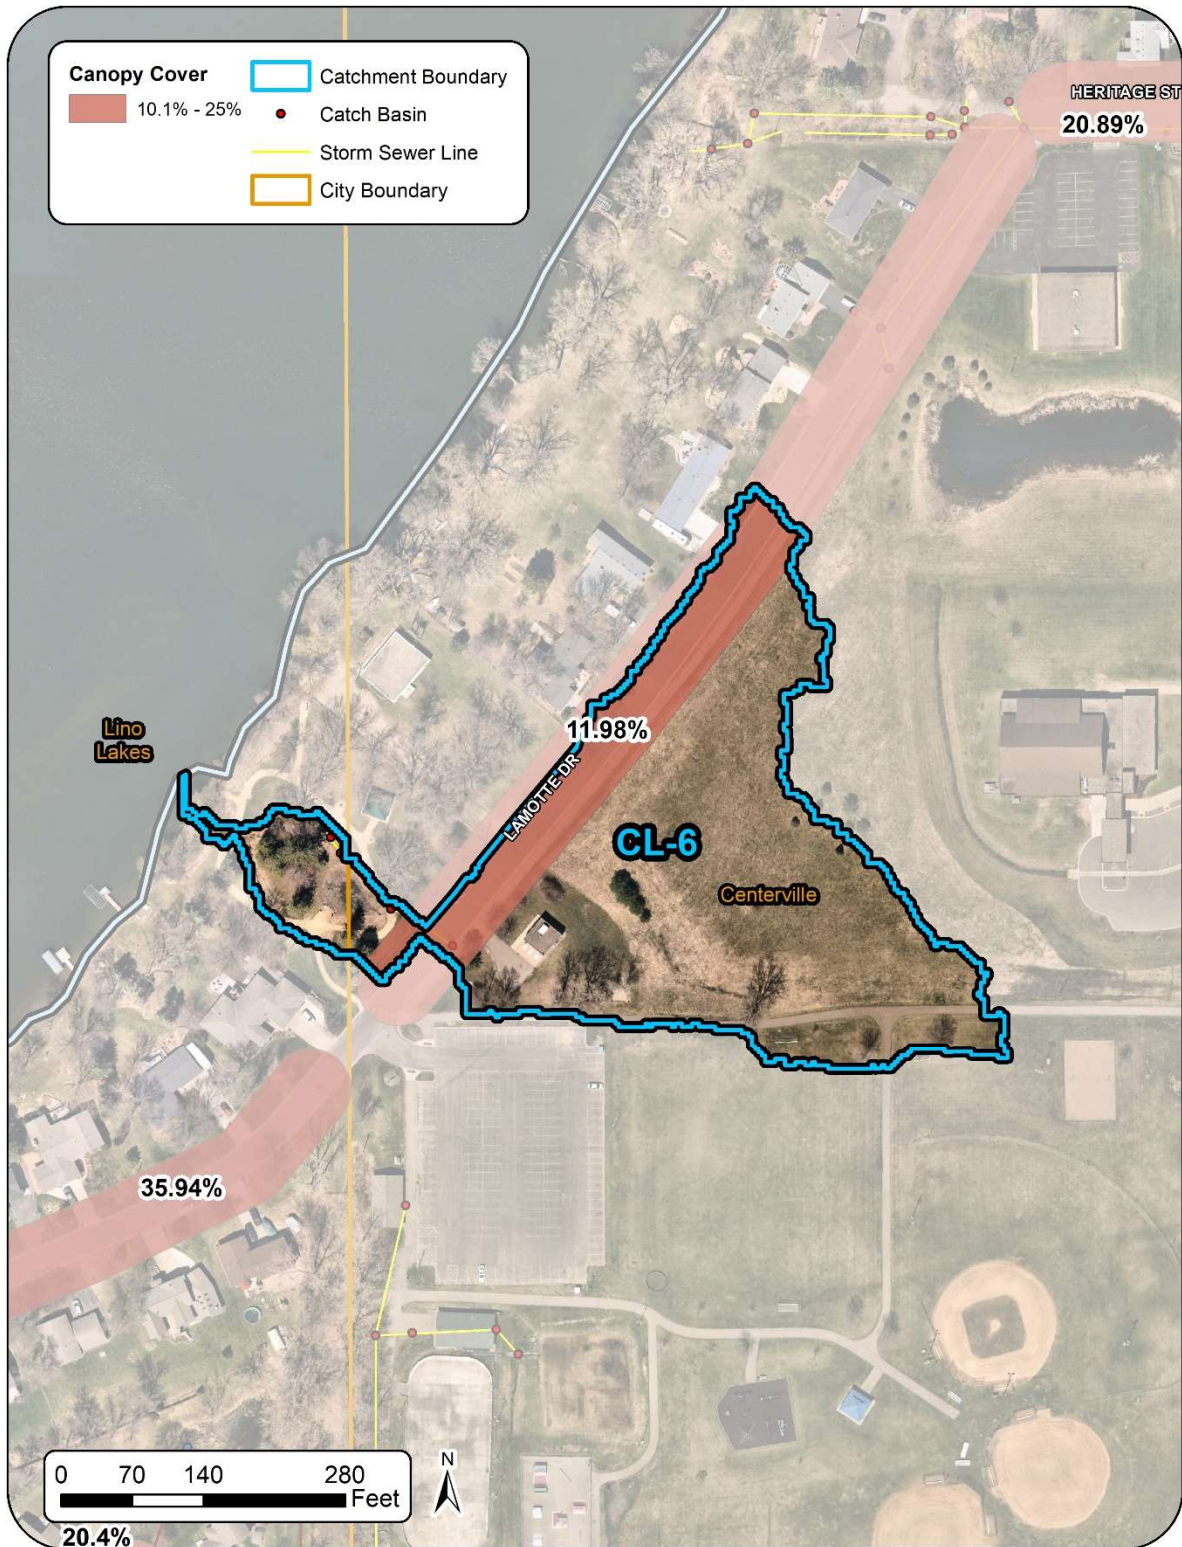 Canopy Cover
10.1% - 25%
Catchment Boundary
Catch Basin
Storm Sewer Line
City Boundary
HERITAGE ST
20.89%
11.98%
LAMOTTE DR
Lino
Lakes
CL-6
Centerville
35.94%
N
0 70 140 280
Feet
20.4%